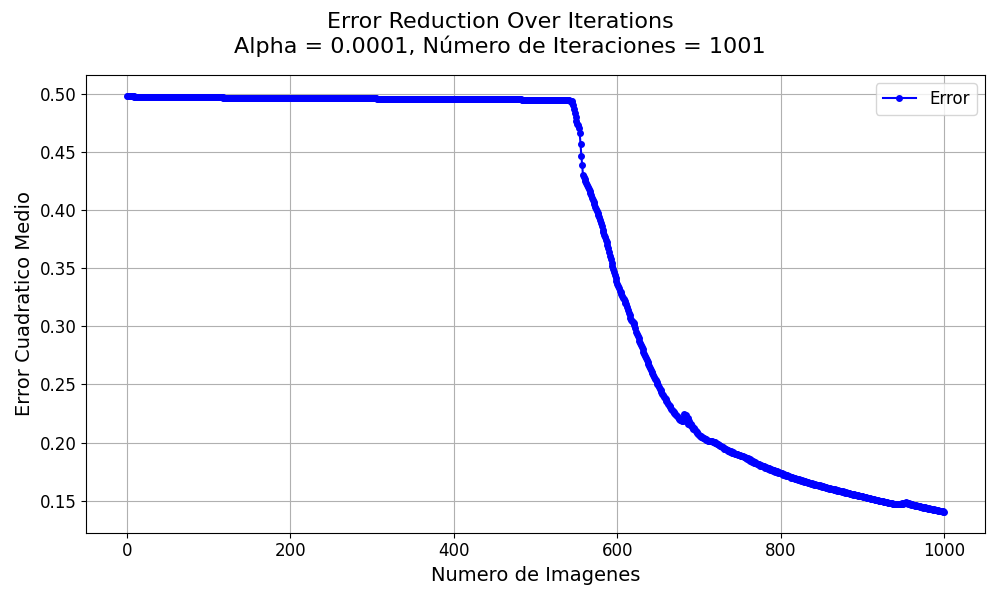 Error Reduction Over Iterations
Alpha = 0.0001, Número de Iteraciones = 1001
Error
Error Cuadratico Medio
0.50
0.45
0.40
0.35
0.30
0.25
0.20
0.15
0 200 400 600 800 1000
Numero de Imagenes